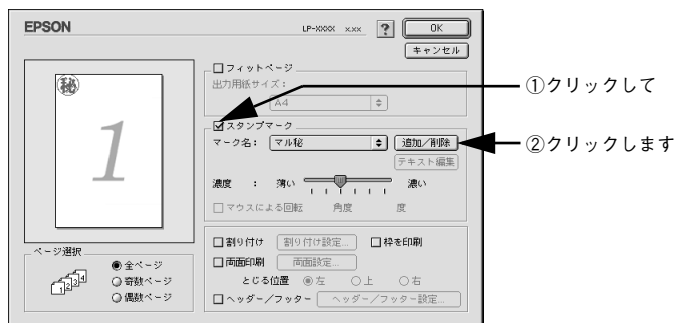 EPSON
LP-XXXX x.xx
?
OK
キャンセル
秘
1
フィットページ
出力用紙サイズ：
A4
①クリックして
スタンプマーク
マーク名： マル秘 追加／削除
②クリックします
テキスト編集
濃度 ： 薄い 濃い
マウスによる回転 角度 度
割り付け 割り付け設定... 枠を印刷
両面印刷 両面設定...
とじる位置 左 上 右
ヘッダー／フッター ヘッダー／フッター設定...
ページ選択
全ページ
奇数ページ
偶数ページ
1 2 3 4